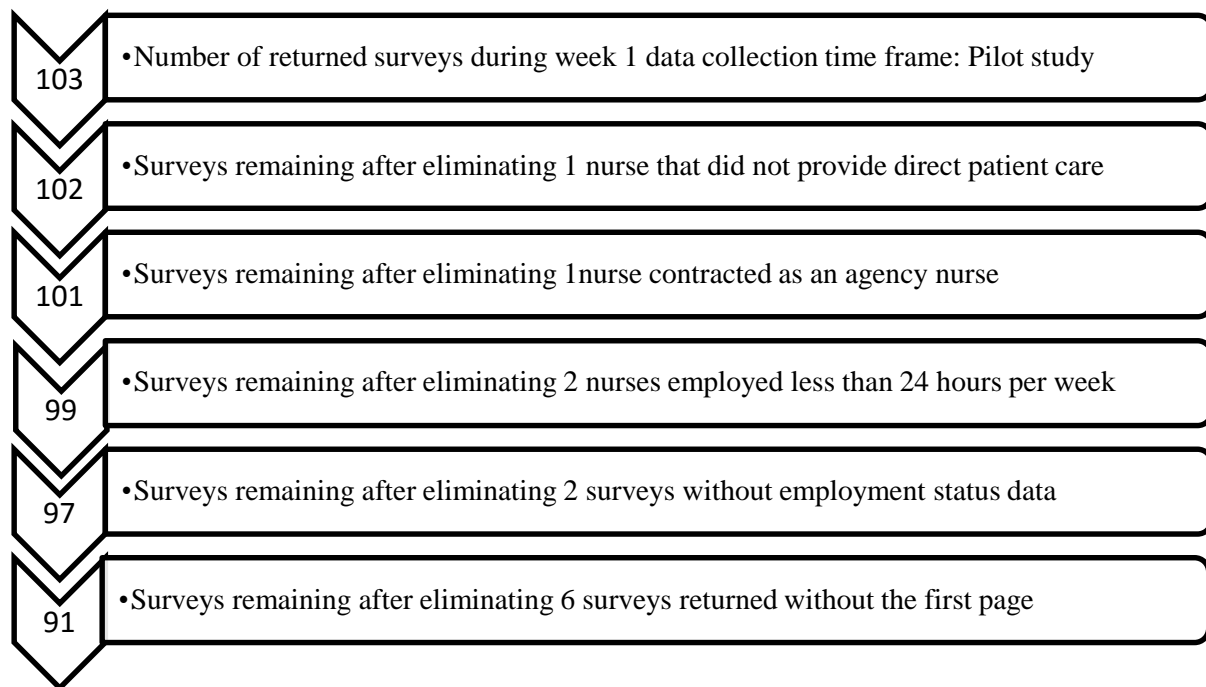 103
•Number of returned surveys during week 1 data collection time frame: Pilot study
102
•Surveys remaining after eliminating 1 nurse that did not provide direct patient care
101
•Surveys remaining after eliminating 1nurse contracted as an agency nurse
99
•Surveys remaining after eliminating 2 nurses employed less than 24 hours per week
97
•Surveys remaining after eliminating 2 surveys without employment status data
91
•Surveys remaining after eliminating 6 surveys returned without the first page